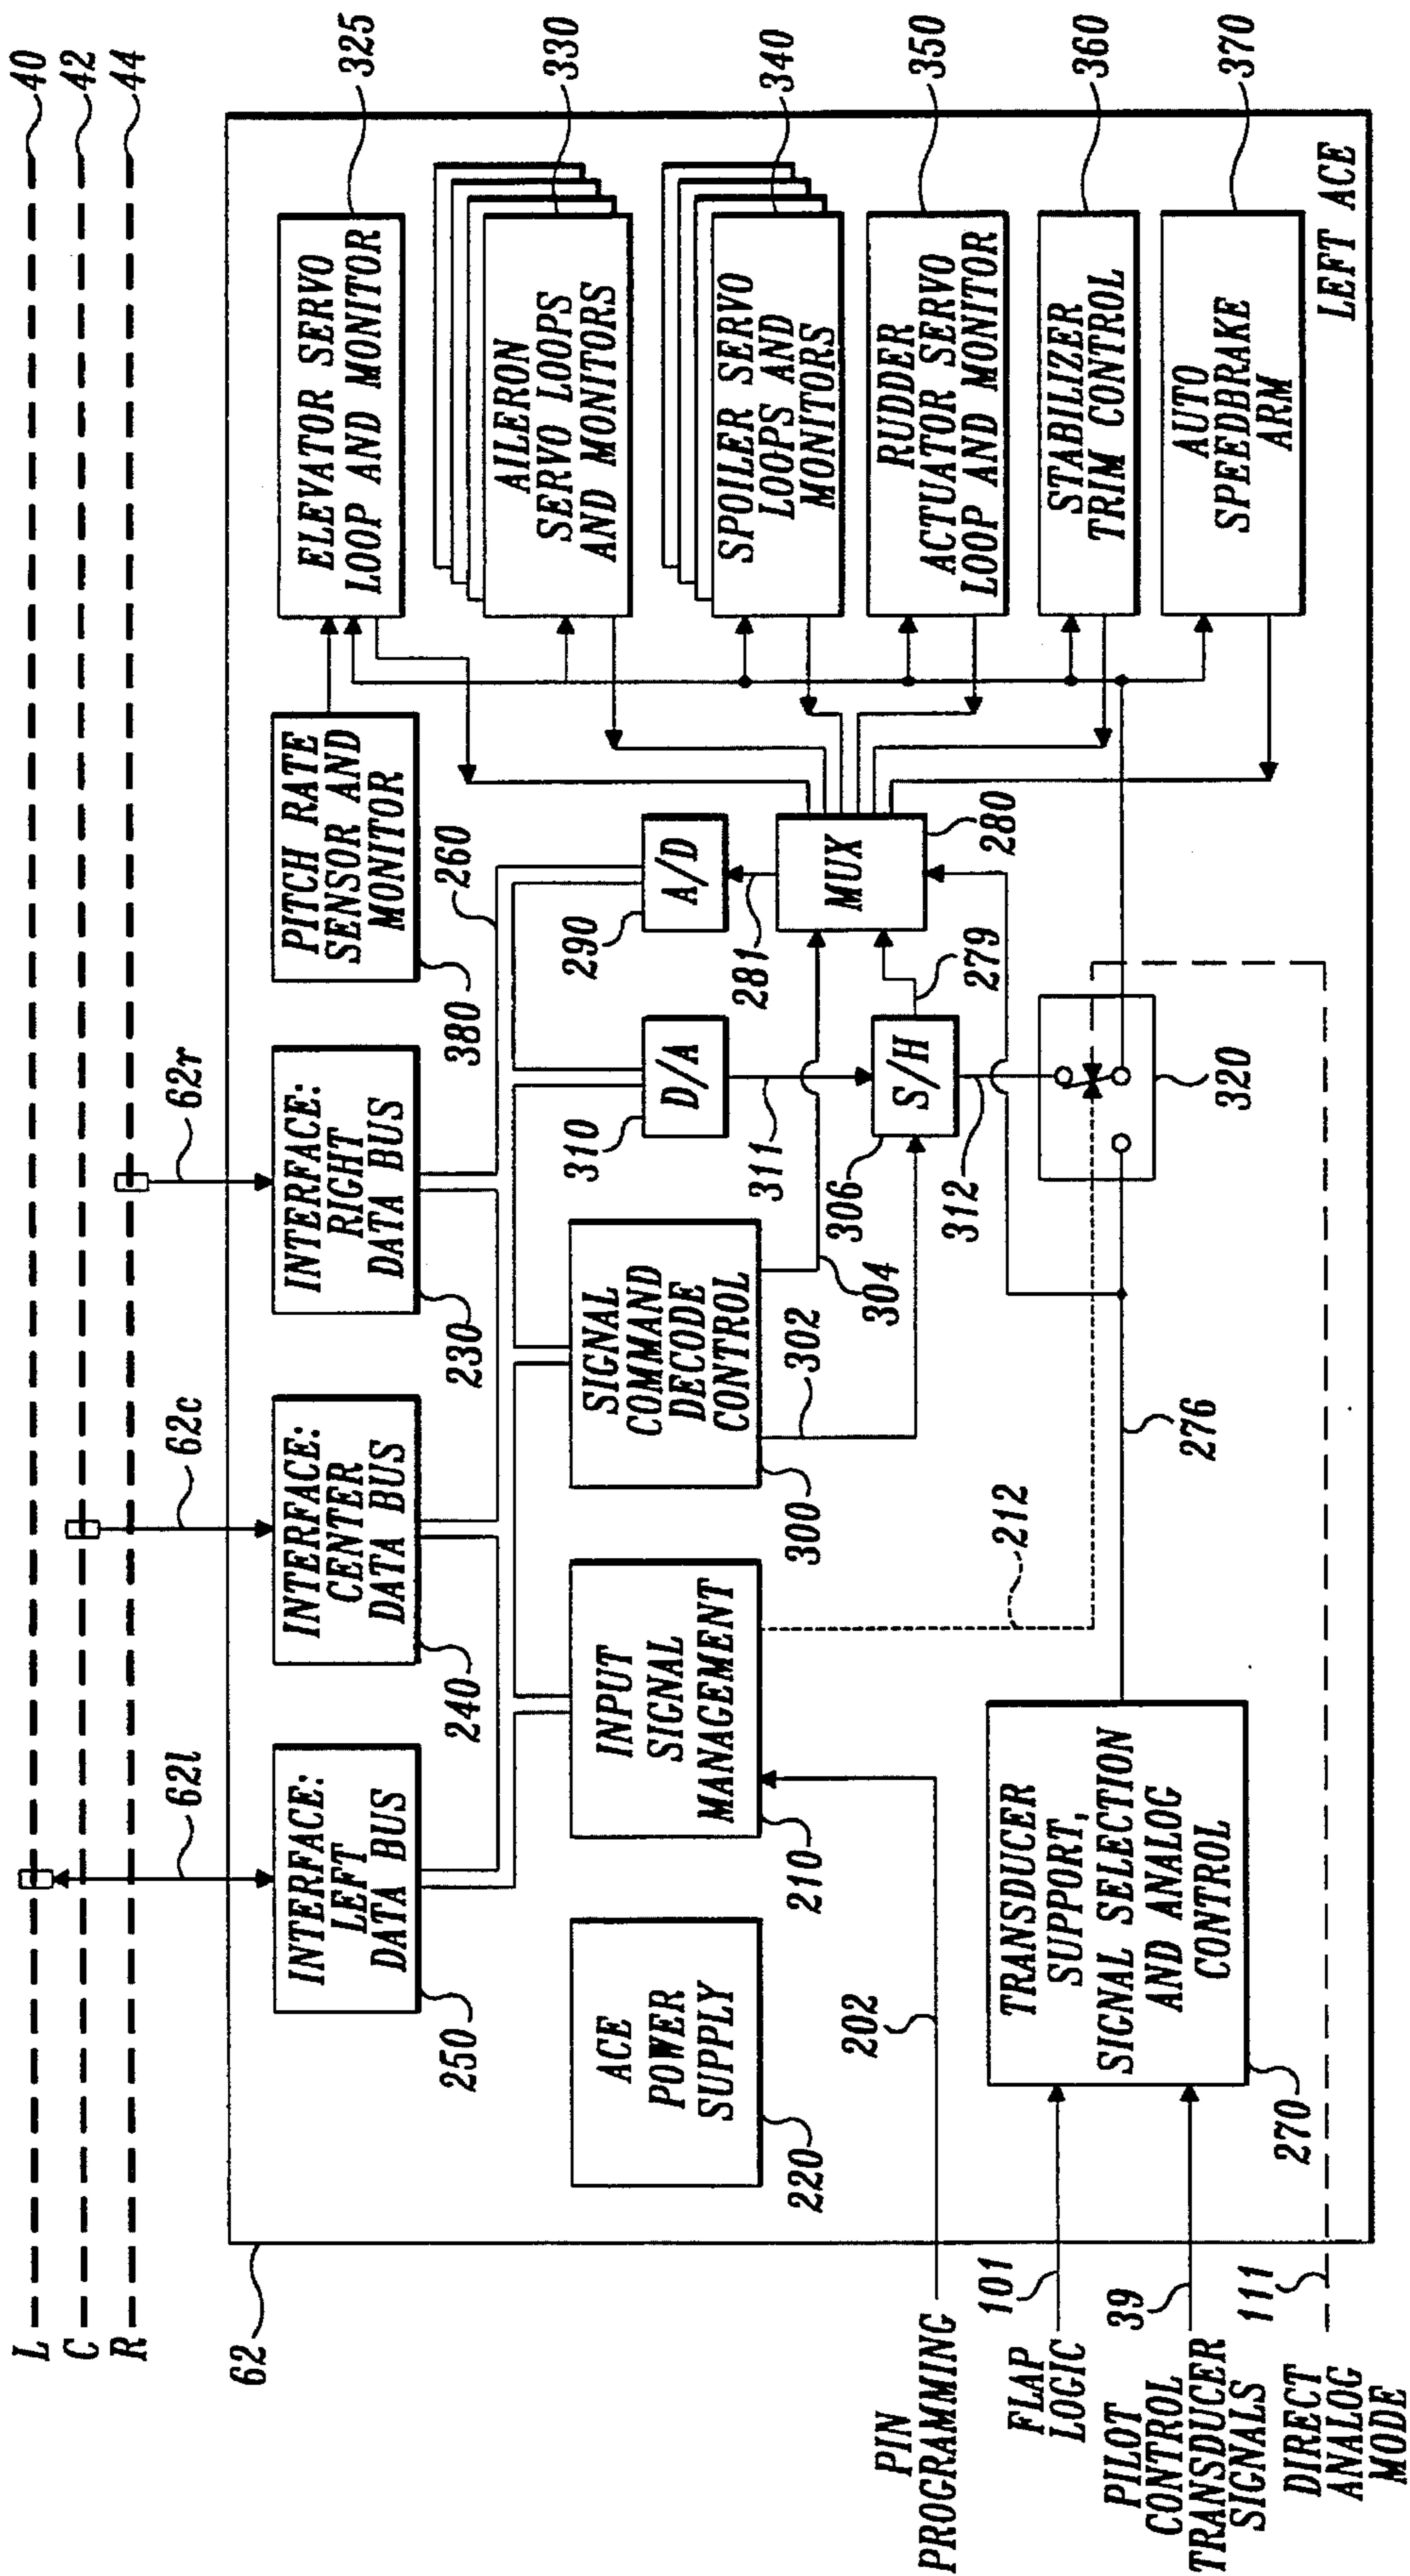 L
C
R
40
42
44
62
62l
62c
62r
INTERFACE:
LEFT
DATA BUS
250
INTERFACE:
CENTER
DATA BUS
240
INTERFACE:
RIGHT
DATA BUS
230
PITCH RATE
SENSOR AND
MONITOR
380
260
ELEVATOR SERVO
LOOP AND MONITOR
325
AILERON
SERVO LOOPS
AND MONITORS
330
SPOILER SERVO
LOOPS AND
MONITORS
340
RUDDER
ACTUATOR SERVO
LOOP AND MONITOR
350
STABILIZER
TRIM CONTROL
360
AUTO
SPEEDBRAKE
ARM
370
ACE
POWER
SUPPLY
220
INPUT
SIGNAL
MANAGEMENT
210
SIGNAL
COMMAND
DECODE
CONTROL
300
302
304
D/A
310
311
A/D
290
281
MUX
280
S/H
306
279
312
320
212
276
202
TRANSDUCER
SUPPORT,
SIGNAL SELECTION
AND ANALOG
CONTROL
270
PIN
PROGRAMMING
FLAP
LOGIC
101
PILOT
CONTROL
TRANSDUCER
SIGNALS
39
DIRECT
ANALOG
MODE
111
LEFT ACE